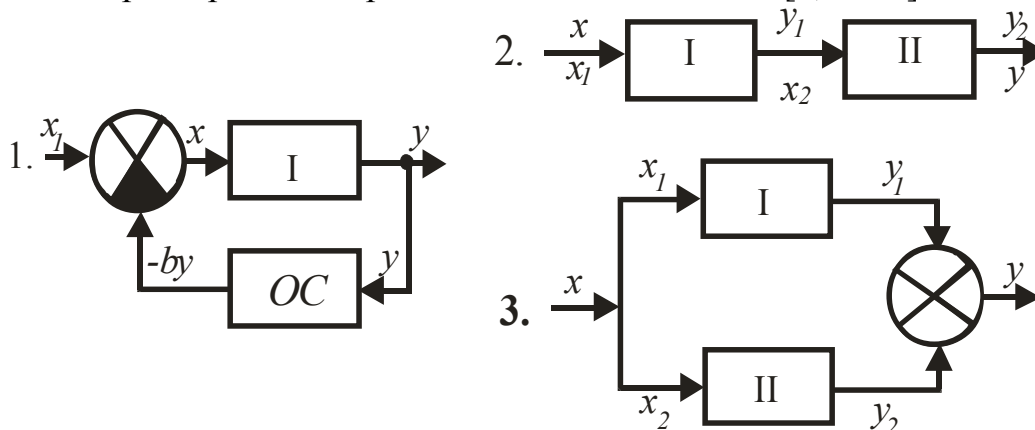 1.
x₁
x
I
y
-by
OC
y
2.
x
x₁
I
y₁
x₂
II
y₂
y
3.
x
x₁
I
y₁
x₂
II
y₂
y